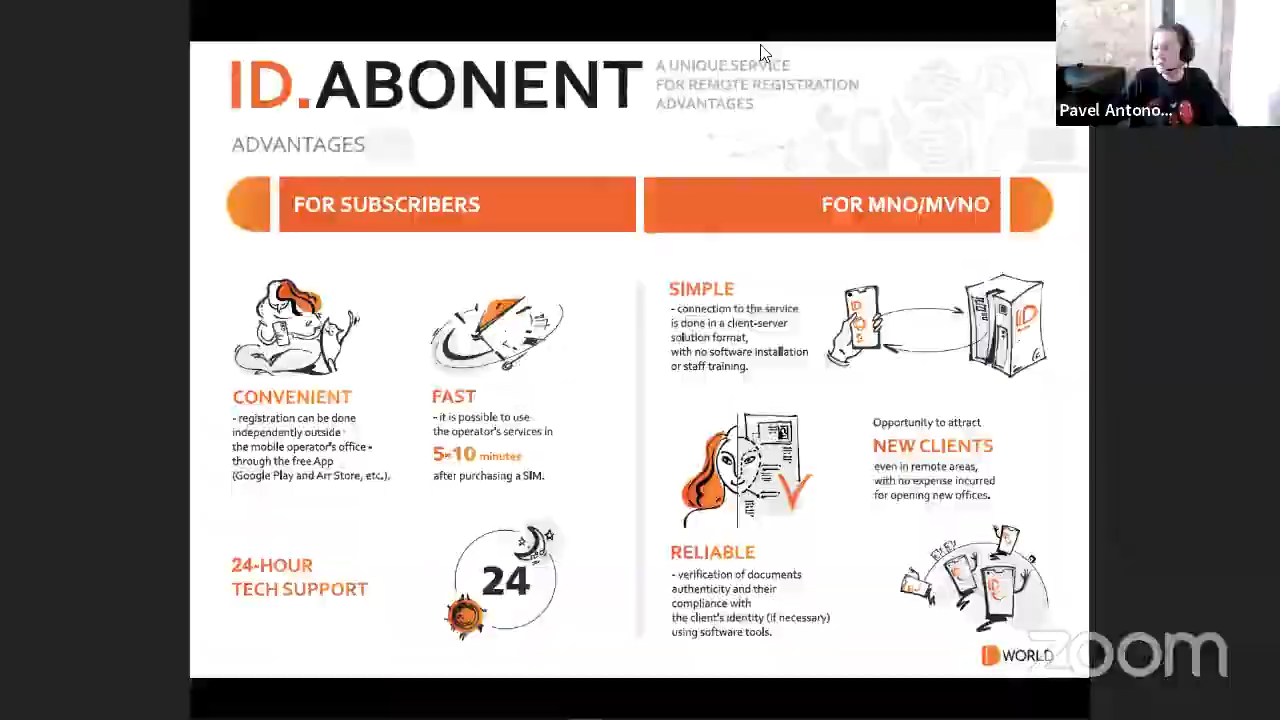 ID.ABONENT
A UNIQUE SERVICE
FOR REMOTE REGISTRATION
ADVANTAGES
Pavel Antono...
ADVANTAGES
FOR SUBSCRIBERS
FOR MNO/MVNO
CONVENIENT
- registration can be done
independently outside
the mobile operator's office -
through the free App
(Google Play and Arr Store, etc.).
FAST
- it is possible to use
the operator's services in
5-10 minutes
after purchasing a SIM.
24-HOUR
TECH SUPPORT
24
SIMPLE
- connection to the service
is done in a client-server
solution format,
with no software installation
or staff training.
ID
ID
Opportunity to attract
NEW CLIENTS
even in remote areas,
with no expense incurred
for opening new offices.
RELIABLE
- verification of documents
authenticity and their
compliance with
the client's identity (if necessary)
using software tools.
ID WORLD
zoom